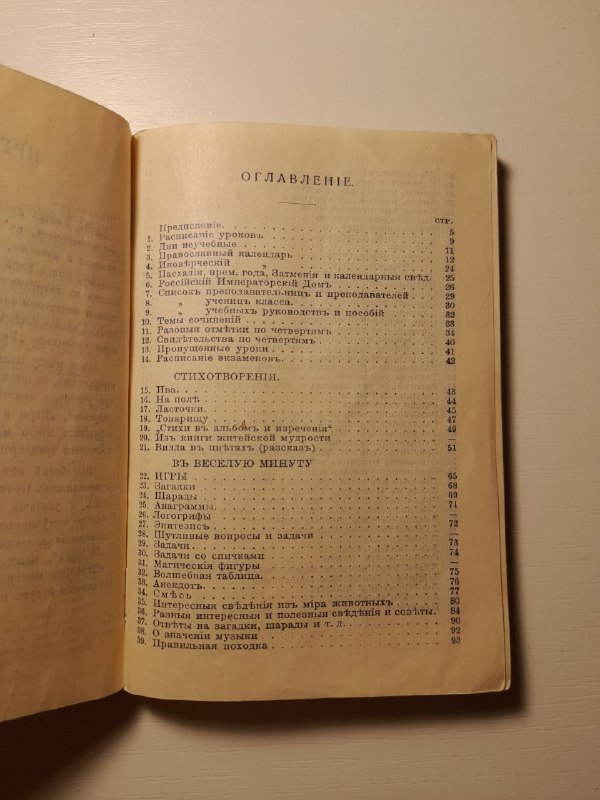 ОГЛАВЛЕНІЕ.
СТР.
Предисловіе. 5
1. Расписаніе уроковъ 9
2. Дни неучебные 11
3. Православный календарь 12
4. Иновѣрческій 24
5. Пасхалія, врем. года, Затменія и календарныя свѣд. 25
6. Россійскій Императорскій Домъ 26
7. Списокъ преподавательницъ и преподавателей 29
8. „ ученицъ класса. 30
9. „ учебныхъ руководствъ и пособій 32
10. Темы сочиненій 33
11. Разовыя отмѣтки по четвертямъ 34
12. Свидѣтельства по четвертямъ 40
13. Пропущенные уроки 41
14. Расписаніе экзаменовъ 42
СТИХОТВОРЕНІЯ.
15. Ива. 43
16. На полѣ 44
17. Ласточки. 45
18. Товарищу 47
19. „Стихи въ альбомъ и изреченія“ 49
20. Изъ книги житейской мудрости —
21. Вилла въ цвѣтахъ (разсказъ) 51
ВЪ ВЕСЕЛУЮ МИНУТУ
22. ИГРЫ 65
23. Загадки 68
24. Шарады 69
25. Анаграммы. 71
26. Логогрифы —
27. Эпитезисъ 72
28. Шутливые вопросы и задачи —
29. Задачи. 73
30. Задачи со спичками 74
31. Магическія фигуры —
32. Волшебная таблица. 75
33. Анекдотъ. 76
34. Смѣсь 77
35. Интересныя свѣдѣнія изъ міра животныхъ 80
36. Разныя интересныя и полезныя свѣдѣнія и совѣты. 84
37. Отвѣты на загадки, шарады и т. д. 90
38. О значеніи музыки 92
39. Правильная походка 93